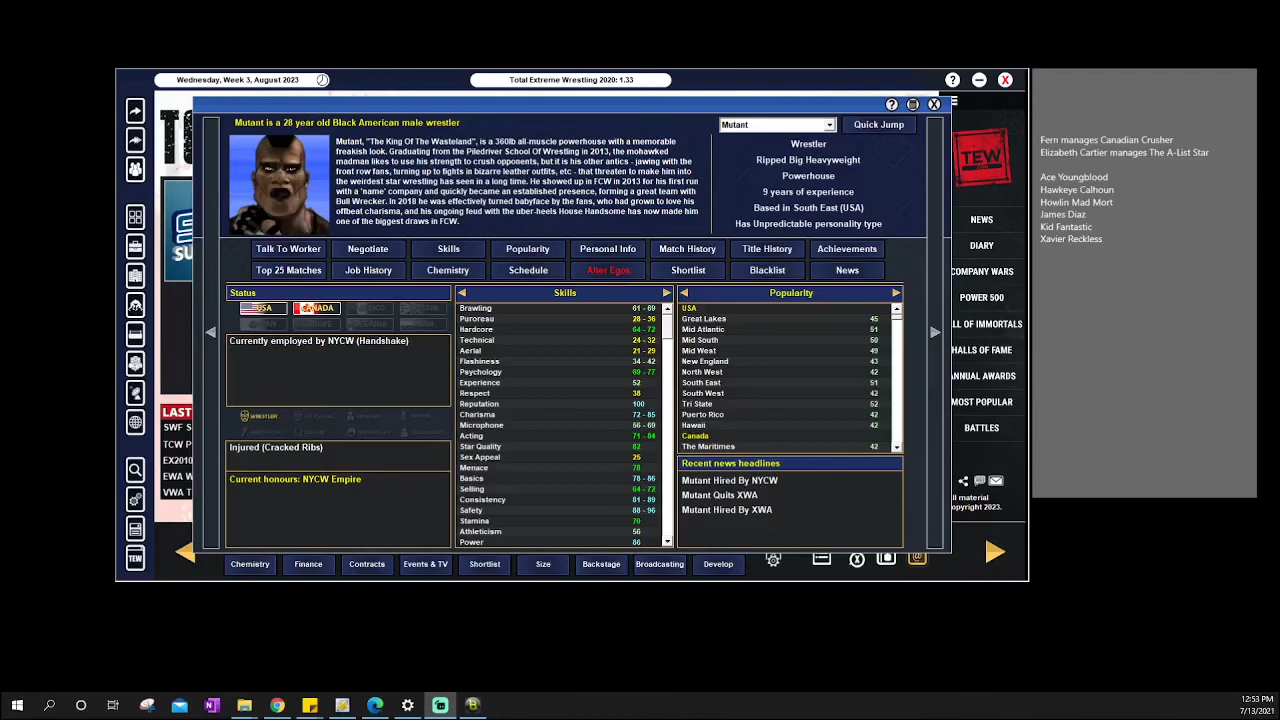 Wednesday, Week 3, August 2023
Total Extreme Wrestling 2020: 1.33
?
X
? X
Mutant is a 28 year old Black American male wrestler
Mutant, "The King Of The Wasteland", is a 360lb all-muscle powerhouse with a memorable
freakish look. Graduating from the Piledriver School Of Wrestling in 2013, the mohawked
madman likes to use his strength to crush opponents, but it is his other antics - jawing with the
front row fans, turning up to fights in bizarre leather outfits, etc - that threaten to make him into
the weirdest star wrestling has seen in a long time. He showed up in FCW in 2013 for his first run
with a 'name' company and quickly became an established presence, forming a great team with
Bull Wrecker. In 2018 he was effectively turned babyface by the fans, who had grown to love his
offbeat charisma, and his ongoing feud with the uber-heels House Handsome has now made him
one of the biggest draws in FCW.
Mutant
Quick Jump
Wrestler
Ripped Big Heavyweight
Powerhouse
9 years of experience
Based in South East (USA)
Has Unpredictable personality type
Talk To Worker Negotiate Skills Popularity Personal Info Match History Title History Achievements
Top 25 Matches Job History Chemistry Schedule Alter Egos Shortlist Blacklist News
Status
USA CANADA
Currently employed by NYCW (Handshake)
WRESTLER
Injured (Cracked Ribs)
Current honours: NYCW Empire
Skills
Brawling 61 - 69
Puroresu 28 - 36
Hardcore 64 - 72
Technical 24 - 32
Aerial 21 - 29
Flashiness 34 - 42
Psychology 69 - 77
Experience 52
Respect 38
Reputation 100
Charisma 72 - 85
Microphone 56 - 69
Acting 71 - 84
Star Quality 82
Sex Appeal 25
Menace 78
Basics 78 - 86
Selling 64 - 72
Consistency 81 - 89
Safety 88 - 96
Stamina 70
Athleticism 56
Power 86
Popularity
USA
Great Lakes 45
Mid Atlantic 51
Mid South 50
Mid West 49
New England 43
North West 42
South East 51
South West 42
Tri State 52
Puerto Rico 42
Hawaii 42
Canada
The Maritimes 42
Recent news headlines
Mutant Hired By NYCW
Mutant Quits XWA
Mutant Hired By XWA
LAST
SWF S
TCW P
EX2010
EWA W
VWA T
TEW
TEW
NEWS
DIARY
COMPANY WARS
POWER 500
LL OF IMMORTALS
HALLS OF FAME
ANNUAL AWARDS
MOST POPULAR
BATTLES
ll material
opyright 2023.
Chemistry Finance Contracts Events & TV Shortlist Size Backstage Broadcasting Develop
Fern manages Canadian Crusher
Elizabeth Cartier manages The A-List Star
Ace Youngblood
Hawkeye Calhoun
Howlin Mad Mort
James Diaz
Kid Fantastic
Xavier Reckless
12:53 PM
7/13/2021